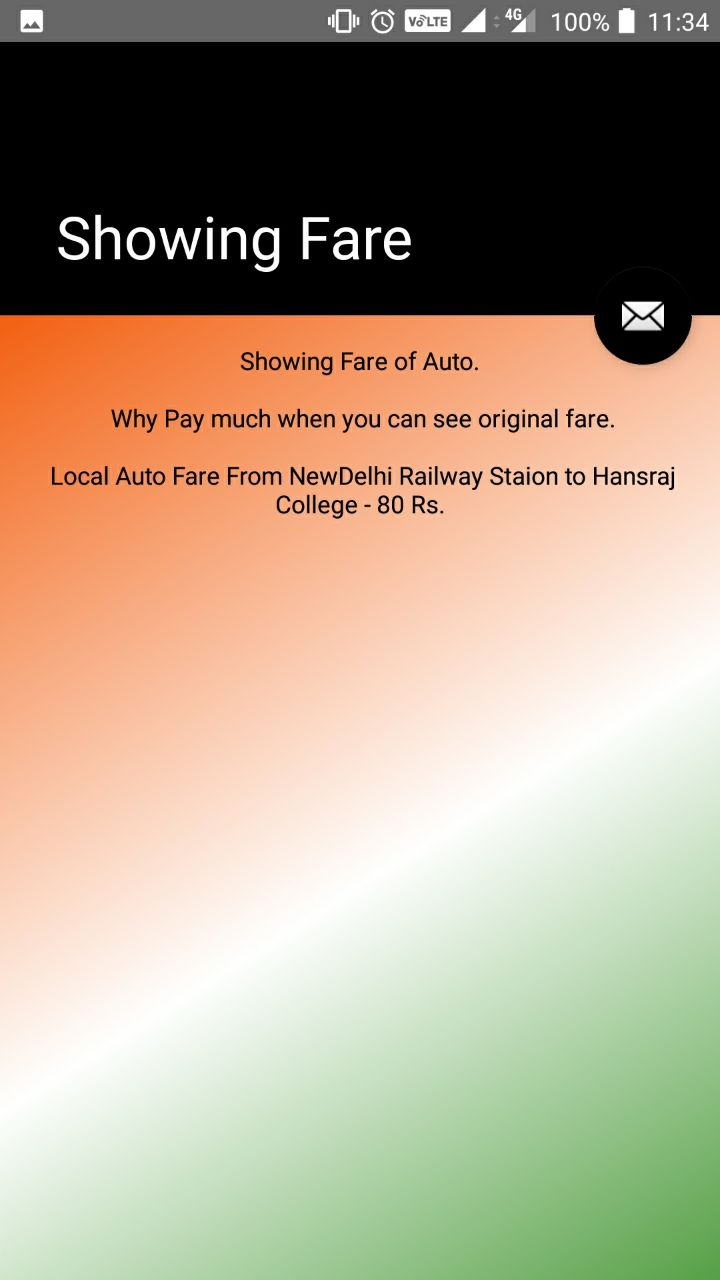 VoLTE 4G 100% 11:34
Showing Fare
Showing Fare of Auto.
Why Pay much when you can see original fare.
Local Auto Fare From NewDelhi Railway Staion to Hansraj
College - 80 Rs.